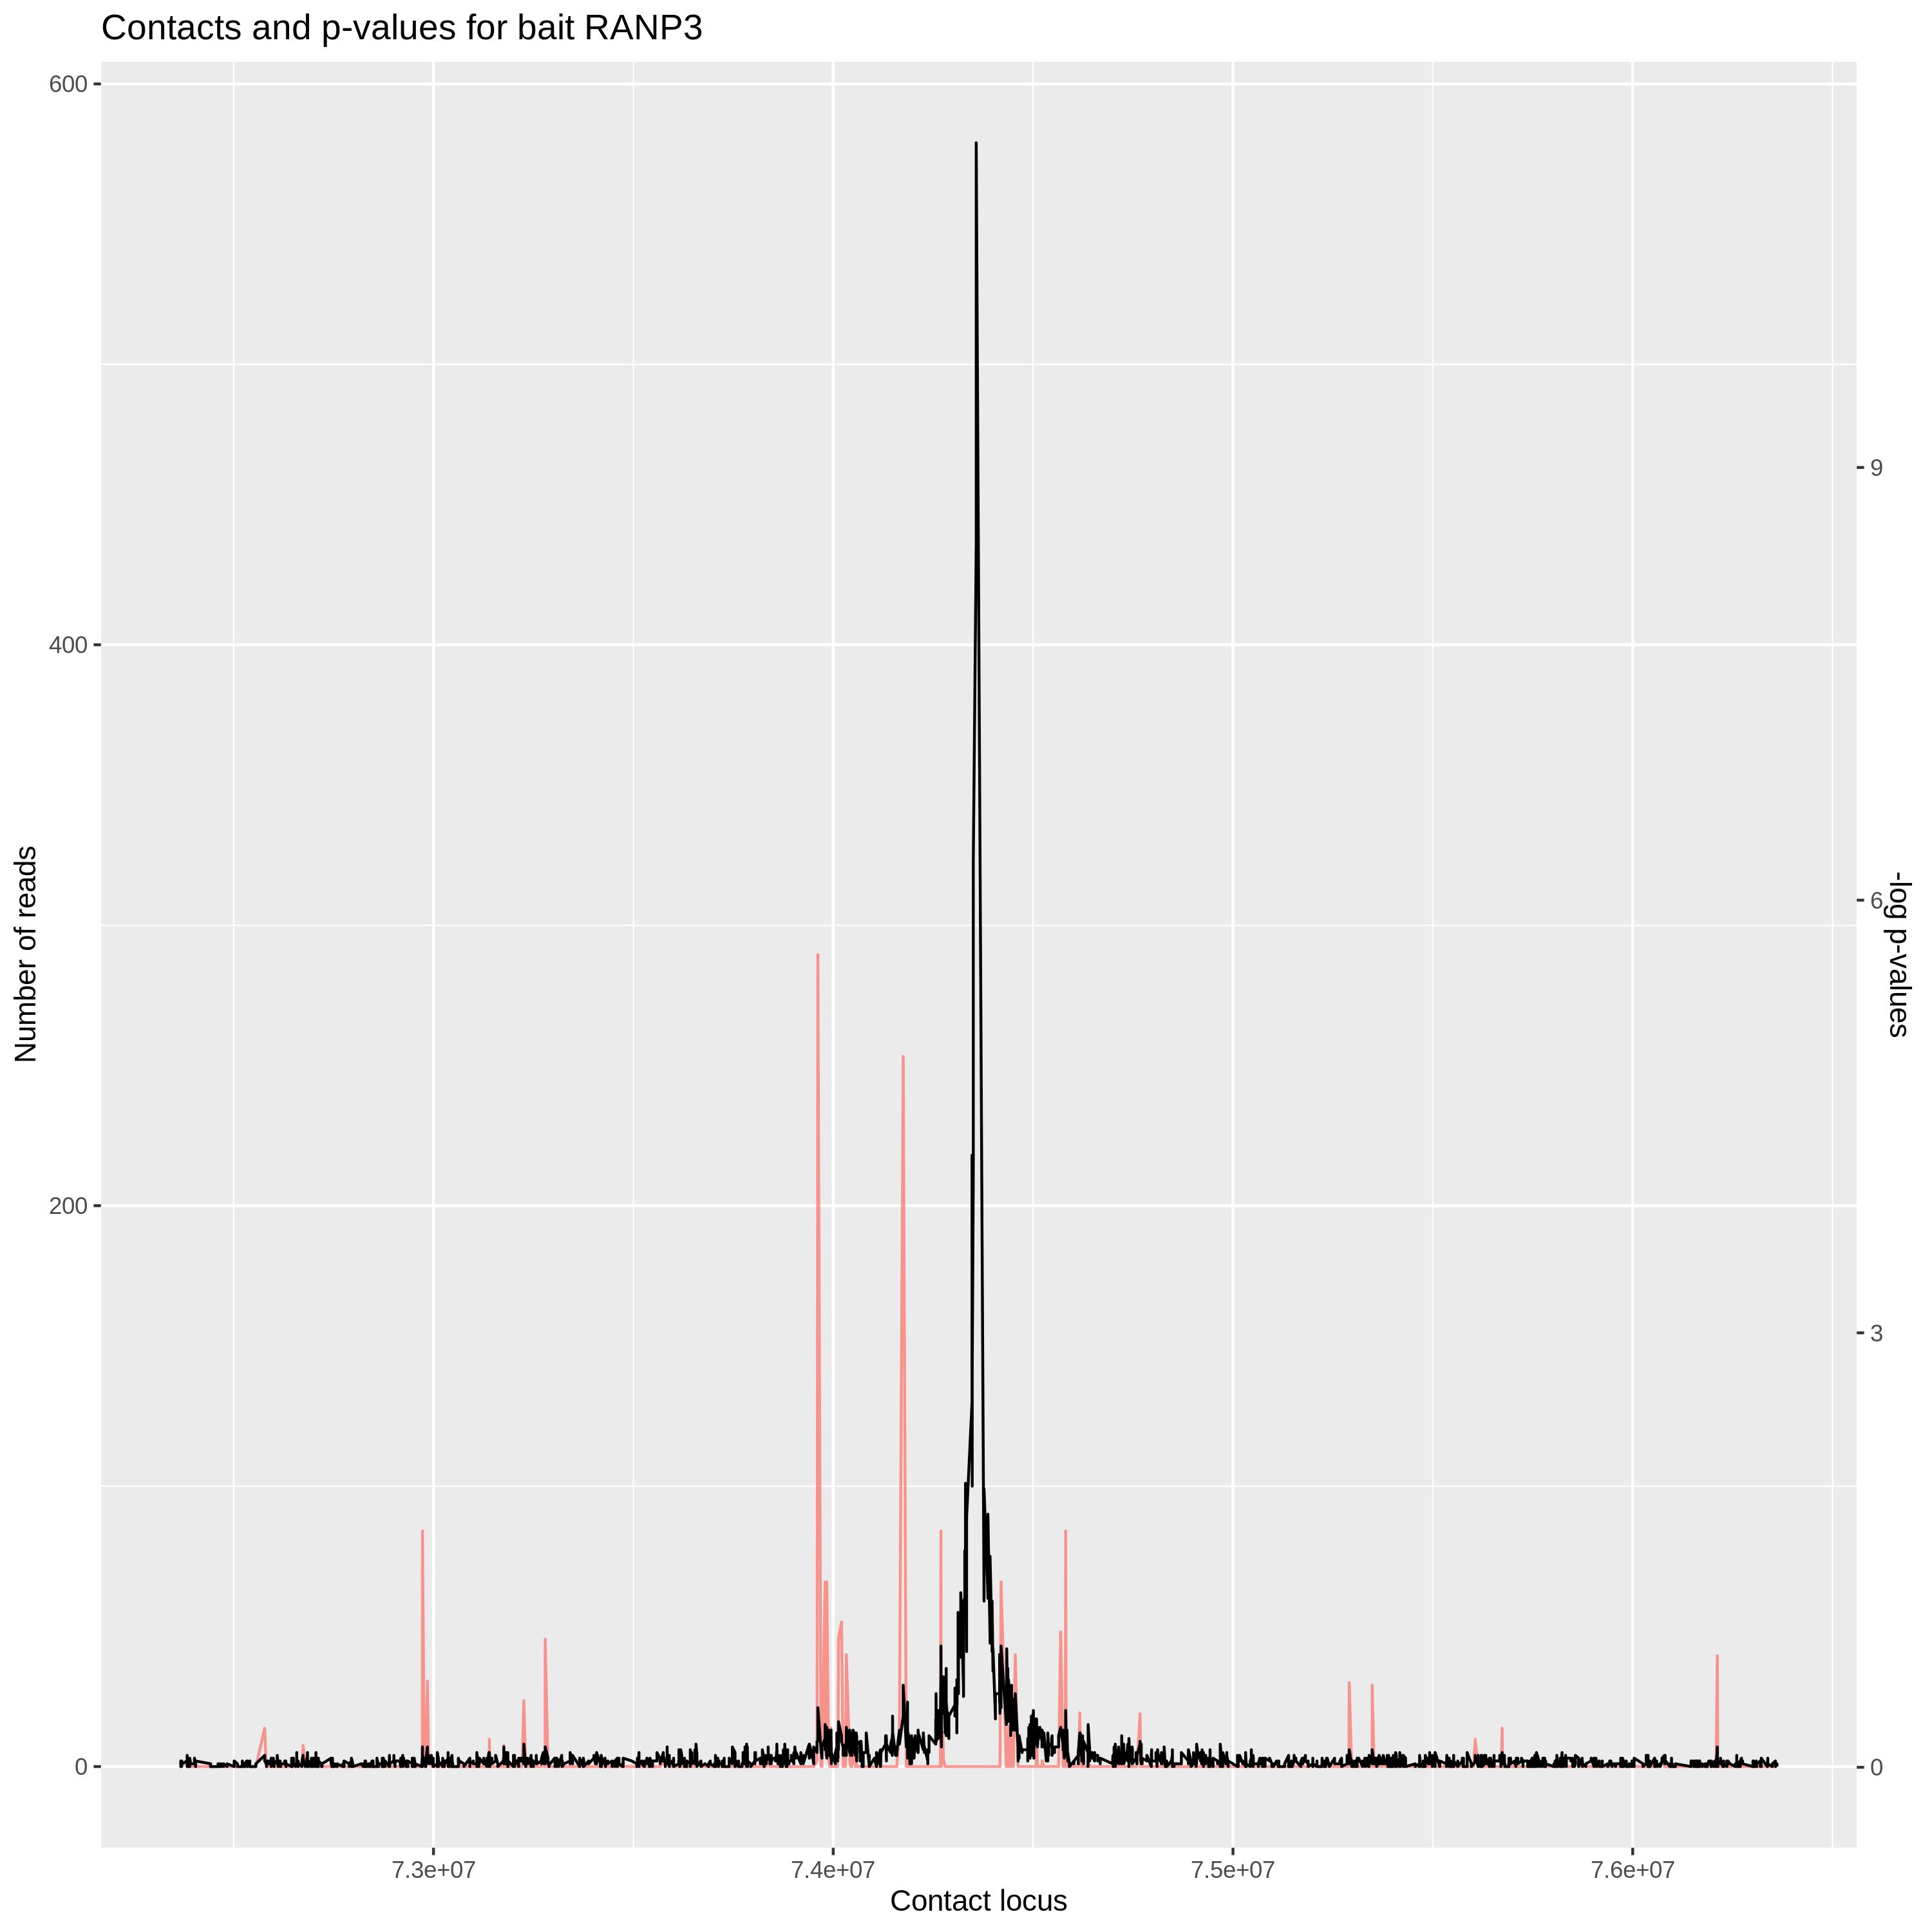 Contacts and p-values for bait RANP3
600
400
200
0
Number of reads
9
6
3
0
-log p-values
7.3e+07
7.4e+07
7.5e+07
7.6e+07
Contact locus